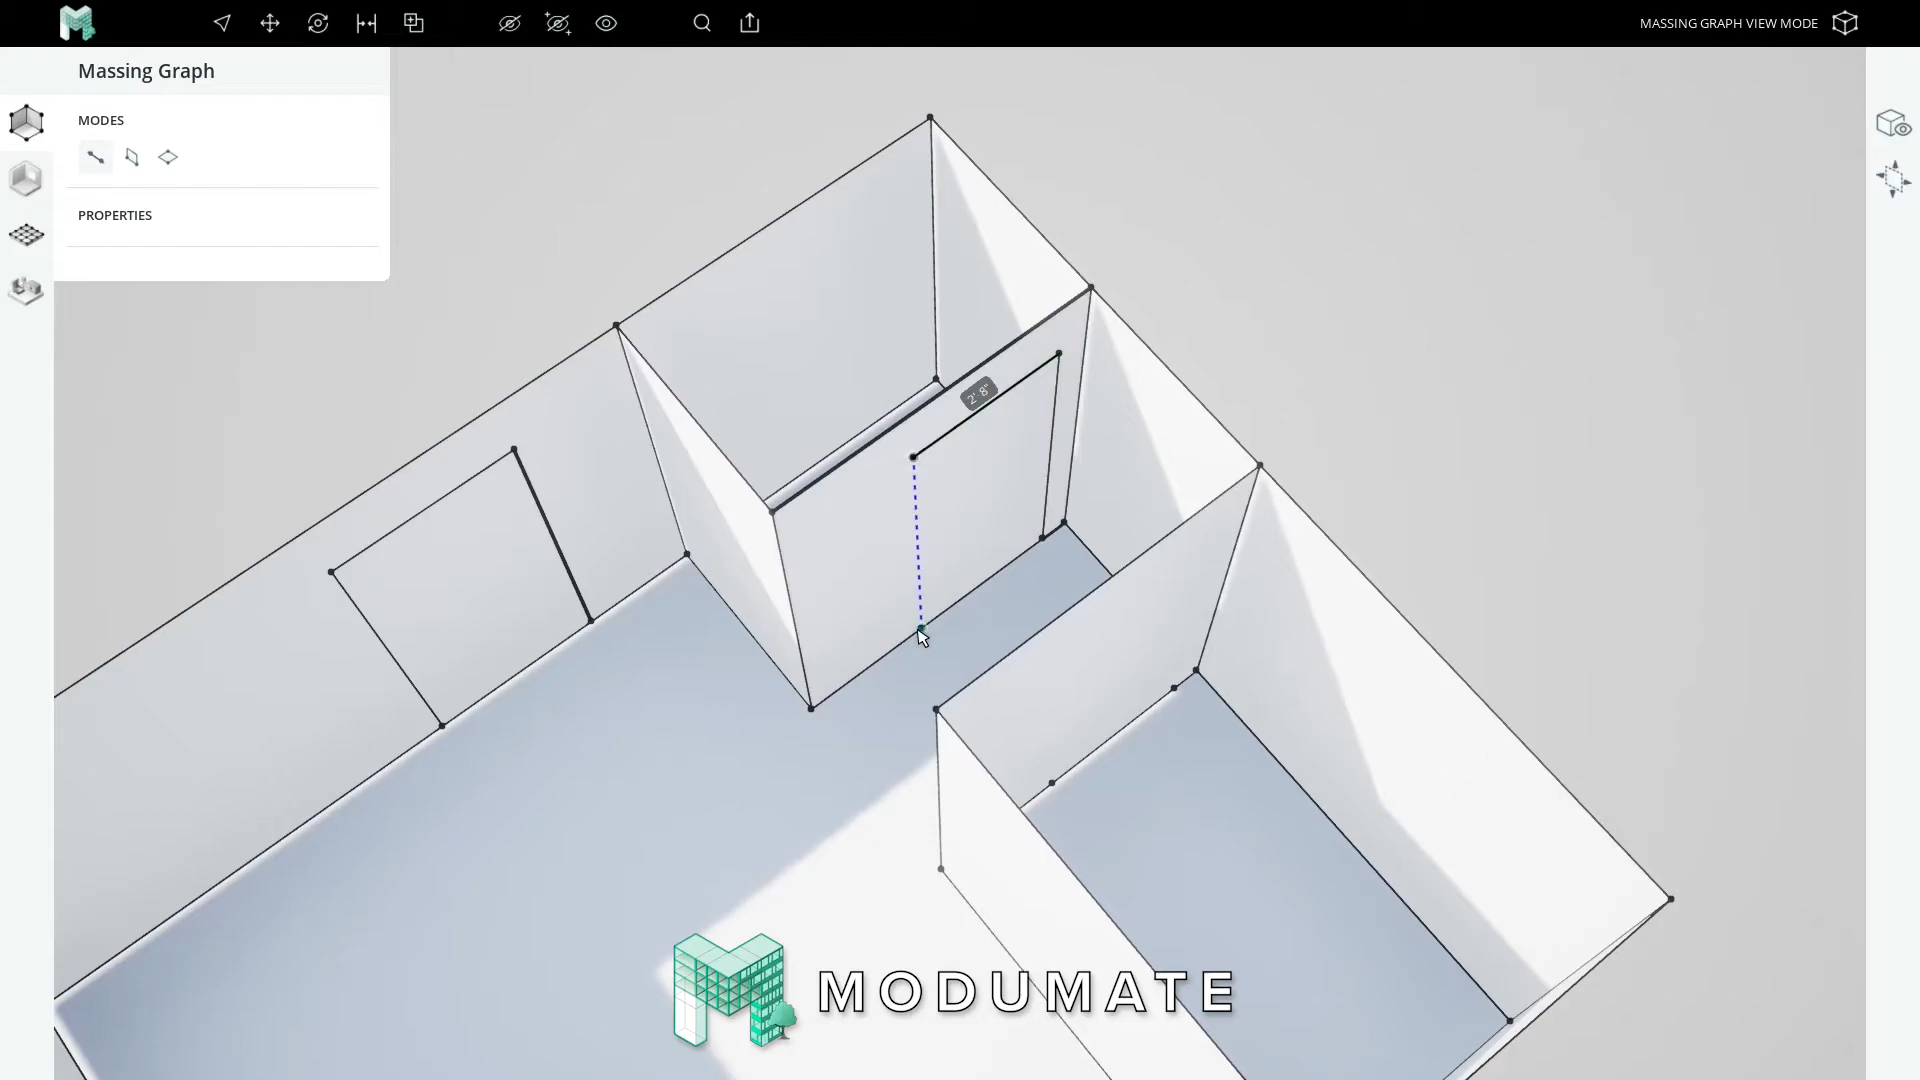 MASSING GRAPH VIEW MODE
Massing Graph
MODES
PROPERTIES
2' 8"
MODUMATE